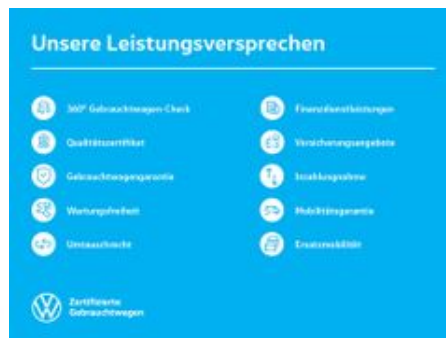 Unsere Leistungsversprechen
360° Gebrauchtwagen-Check
Qualitätszertifikat
Gebrauchtwagengarantie
Wartungsfreiheit
Umtauschrecht
Finanzdienstleistungen
Versicherungsangebote
Inzahlungnahme
Mobilitätsgarantie
Ersatzmobilität
Zertifizierte
Gebrauchtwagen